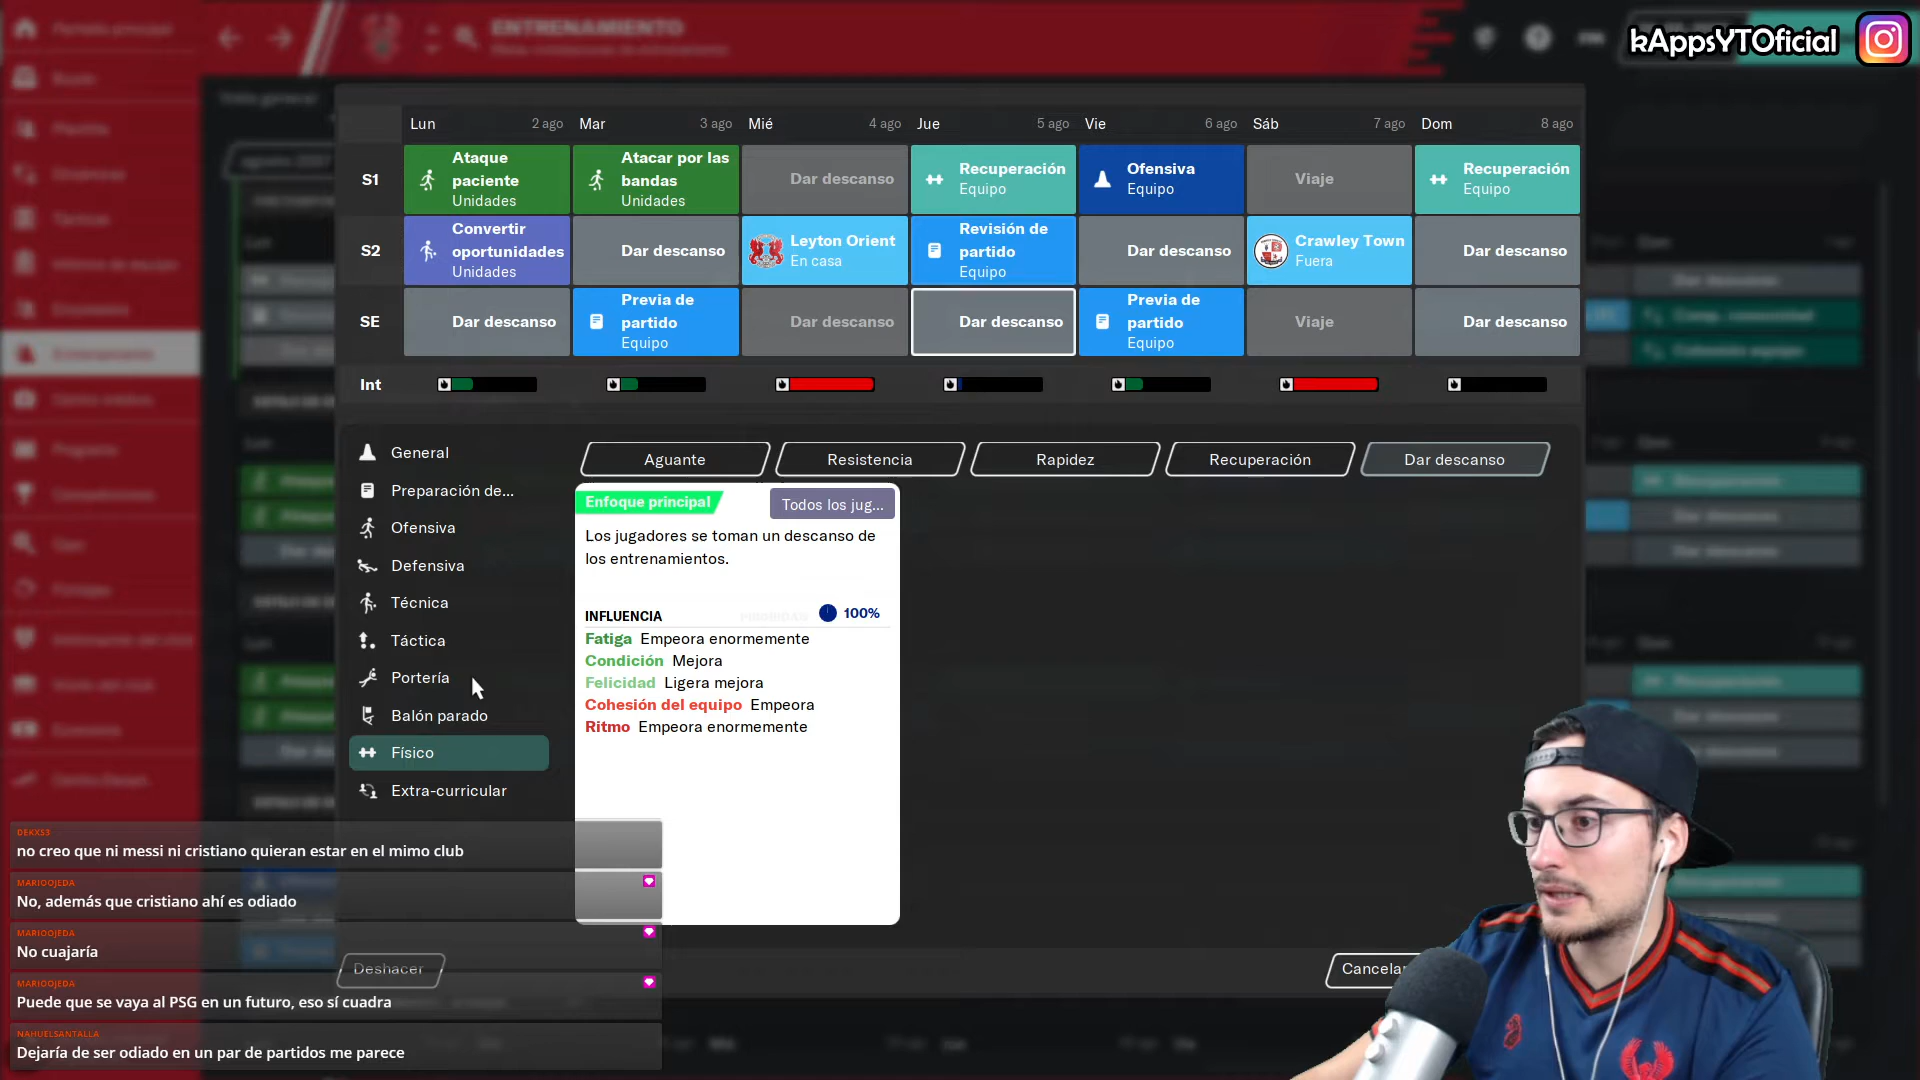 ENTRENAMIENTO
kAppsYTOficial
Lun 2 ago Mar 3 ago Mié 4 ago Jue 5 ago Vie 6 ago Sáb 7 ago Dom 8 ago
S1
Ataque paciente
Unidades
Atacar por las bandas
Unidades
Dar descanso
Recuperación
Equipo
Ofensiva
Equipo
Viaje
Recuperación
Equipo
S2
Convertir oportunidades
Unidades
Dar descanso
Leyton Orient
En casa
Revisión de partido
Equipo
Dar descanso
Crawley Town
Fuera
Dar descanso
SE
Dar descanso
Previa de partido
Equipo
Dar descanso
Dar descanso
Previa de partido
Equipo
Viaje
Dar descanso
Int
General
Preparación de...
Ofensiva
Defensiva
Técnica
Táctica
Portería
Balón parado
Físico
Extra-curricular
Aguante
Resistencia
Rapidez
Recuperación
Dar descanso
Enfoque principal
Todos los jug...
Los jugadores se toman un descanso de
los entrenamientos.
INFLUENCIA
100%
Fatiga Empeora enormemente
Condición Mejora
Felicidad Ligera mejora
Cohesión del equipo Empeora
Ritmo Empeora enormemente
DEKXS3
no creo que ni messi ni cristiano quieran estar en el mimo club
MARIOOJEDA
No, además que cristiano ahí es odiado
MARIOOJEDA
No cuajaría
MARIOOJEDA
Puede que se vaya al PSG en un futuro, eso sí cuadra
NAHUELSANTALLA
Dejaría de ser odiado en un par de partidos me parece
Deshacer
Cancelar